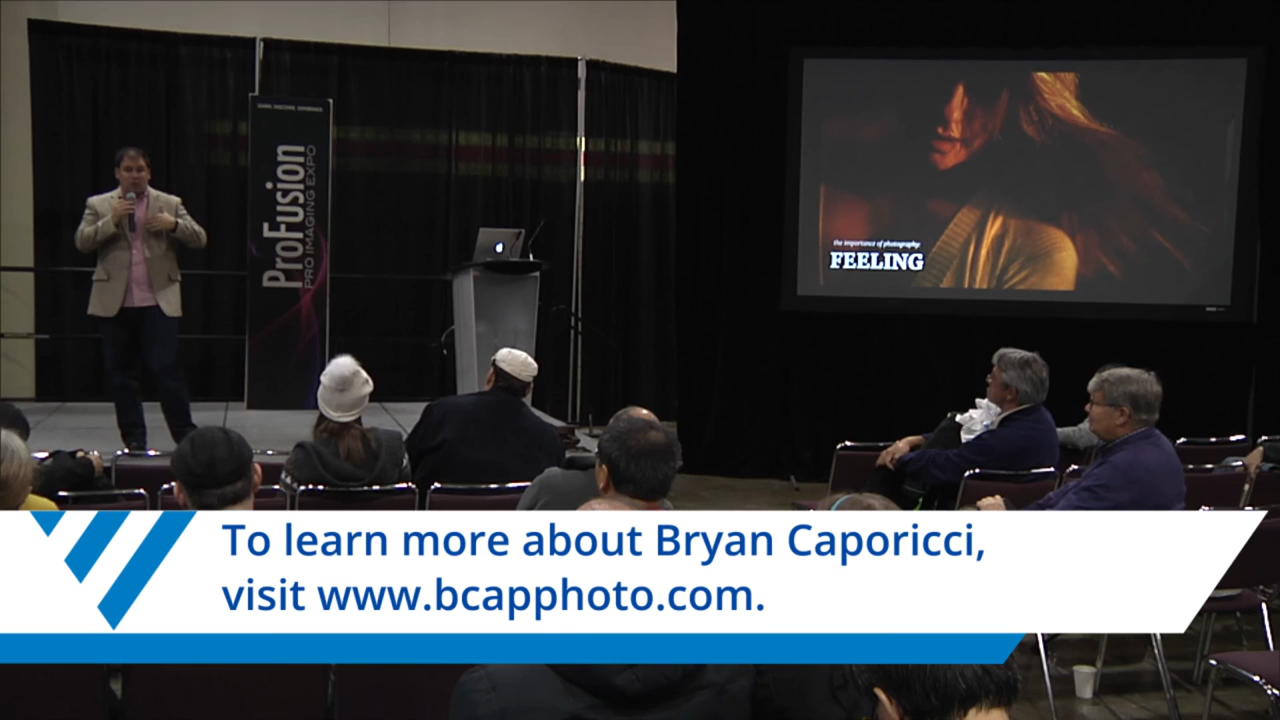 ProFusion
PRO IMAGING EXPO
the importance of photography:
FEELING
To learn more about Bryan Caporicci,
visit www.bcapphoto.com.